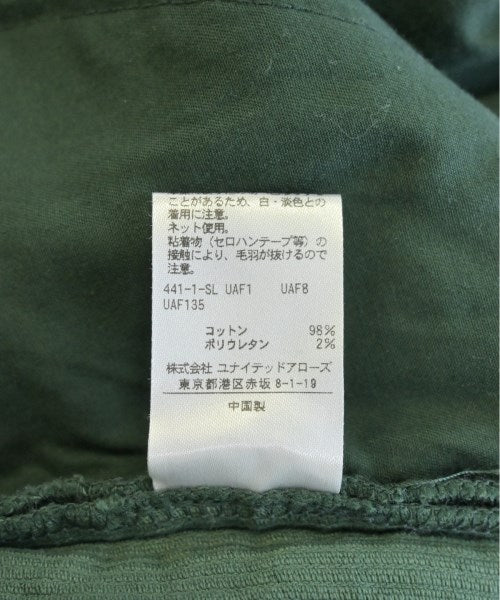 ことがあるため、白・淡色との
着用に注意。
ネット使用。
粘着物（セロハンテープ等）の
接触により、毛羽が抜けるので
注意。
441-1-SL UAF1 UAF8
UAF135
コットン 98%
ポリウレタン 2%
株式会社 ユナイテッドアローズ
東京都港区赤坂8-1-19
中国製